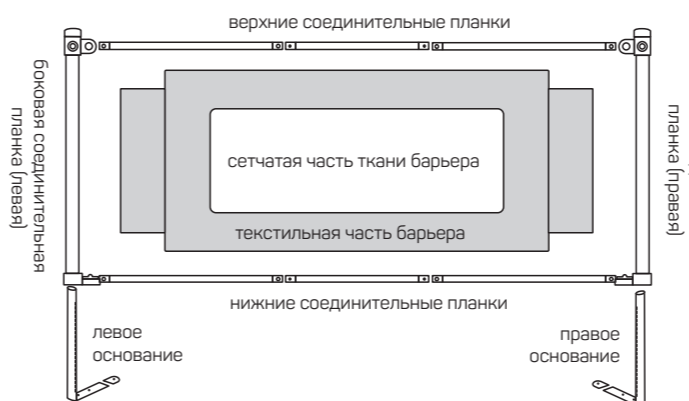 верхние соединительные планки
боковая соединительная
планка (левая)
сетчатая часть ткани барьера
текстильная часть барьера
планка (правая)
нижние соединительные планки
левое
основание
правое
основание